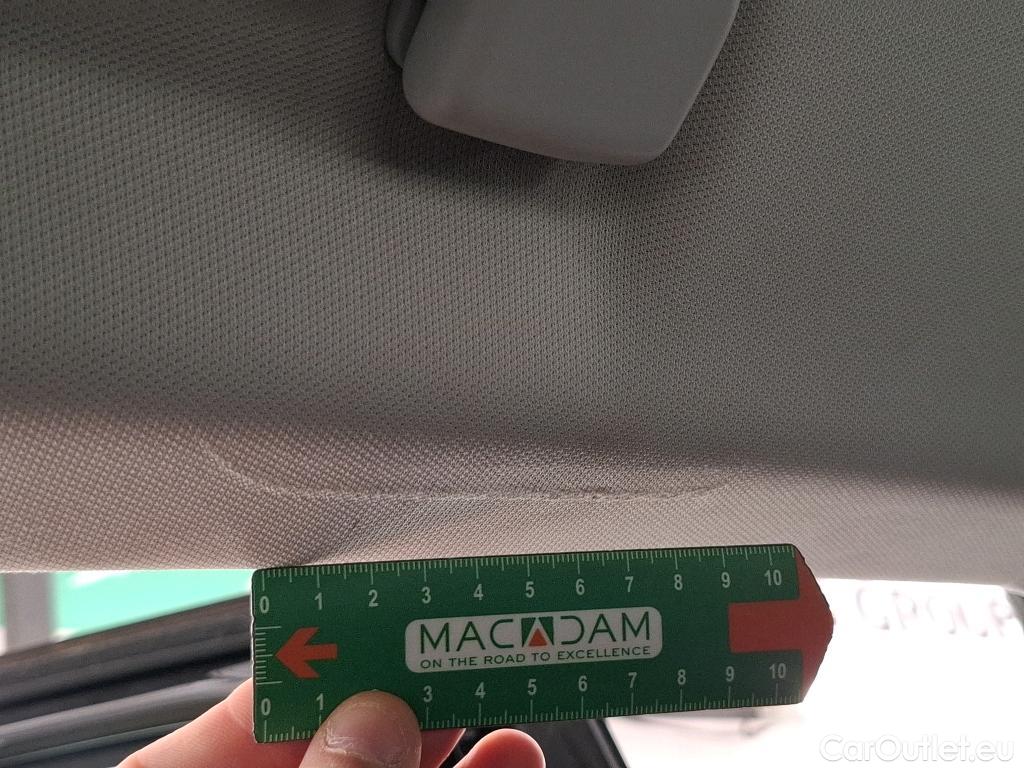 0 1 2 3 4 5 6 7 8 9 10
MACADAM
ON THE ROAD TO EXCELLENCE
0 1 3 4 5 6 7 8 9 10
GROUP
CarOutlet.eu